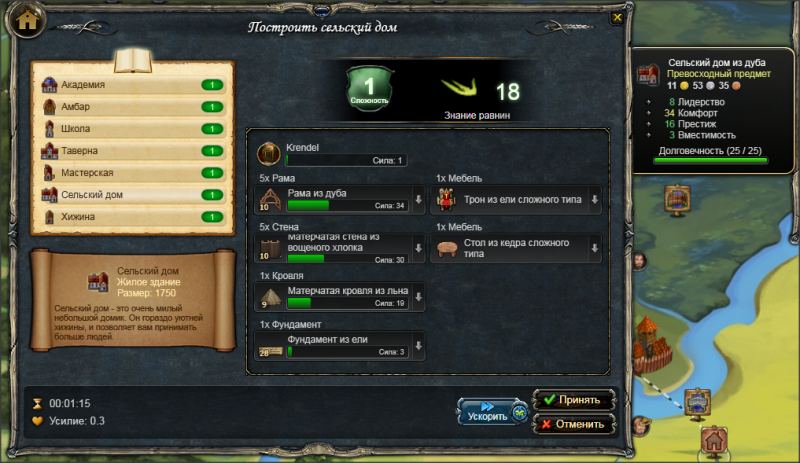 Построить сельский дом
Академия 1
Амбар 1
Школа 1
Таверна 1
Мастерская 1
Сельский дом 1
Хижина 1
Сельский дом
Жилое здание
Размер: 1750
Сельский дом - это очень милый
небольшой домик. Он гораздо уютней
хижины, и позволяет вам принимать
больше людей.
1
Сложность
18
Знание равнин
Krendel
Сила: 1
5x Рама
1x Мебель
Рама из дуба
10
Сила: 34
Трон из ели сложного типа
5x Стена
1x Мебель
Матерчатая стена из
вощеного хлопка
10
Сила: 30
Стол из кедра сложного
типа
1x Кровля
Матерчатая кровля из льна
9
Сила: 19
1x Фундамент
Фундамент из ели
28
Сила: 3
00:01:15
Усилие: 0.3
Ускорить
Принять
Отменить
Сельский дом из дуба
Превосходный предмет
11 53 35
8 Лидерство
34 Комфорт
16 Престиж
3 Вместимость
Долговечность (25 / 25)